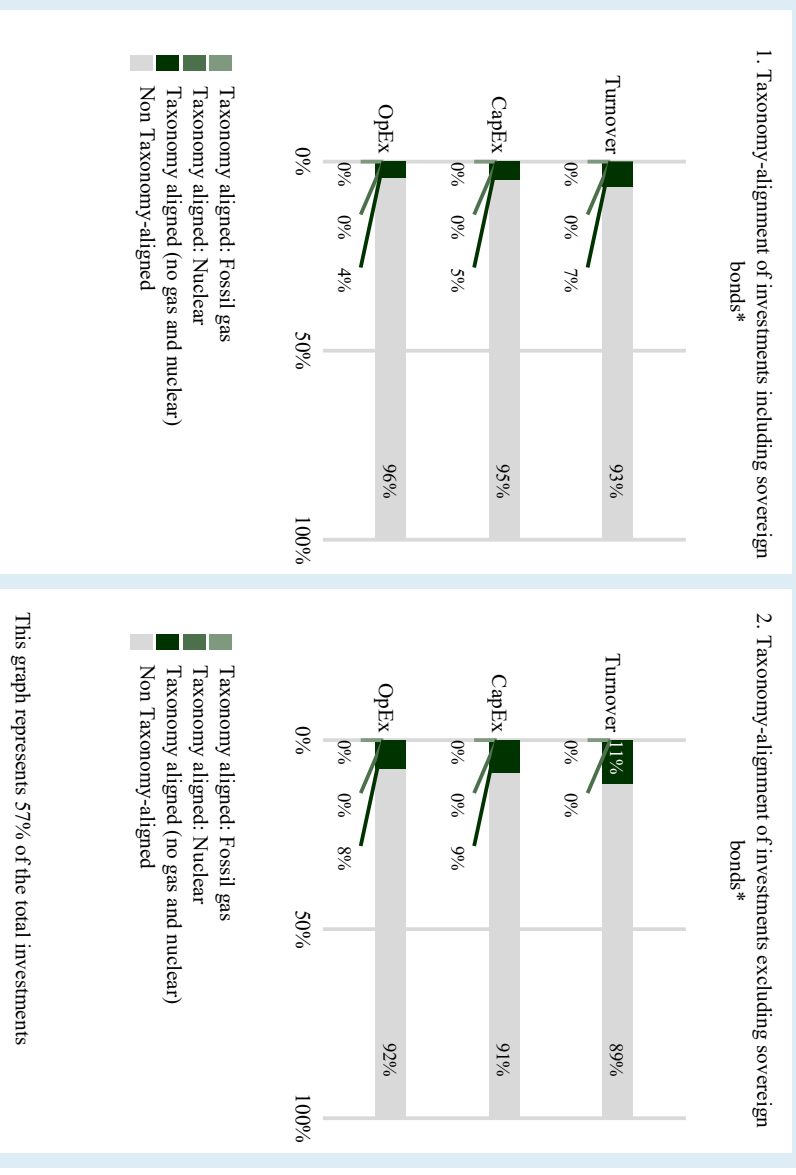 1. Taxonomy-alignment of investments including sovereign
bonds*
Turnover
0% 0% 7%
93%
CapEx
0% 0% 5%
95%
OpEx
0% 0% 4%
96%
0% 50% 100%
Taxonomy aligned: Fossil gas
Taxonomy aligned: Nuclear
Taxonomy aligned (no gas and nuclear)
Non Taxonomy-aligned
2. Taxonomy-alignment of investments excluding sovereign
bonds*
Turnover
11%
0% 0%
89%
CapEx
0% 0% 9%
91%
OpEx
0% 0% 8%
92%
0% 50% 100%
Taxonomy aligned: Fossil gas
Taxonomy aligned: Nuclear
Taxonomy aligned (no gas and nuclear)
Non Taxonomy-aligned
This graph represents 57% of the total investments